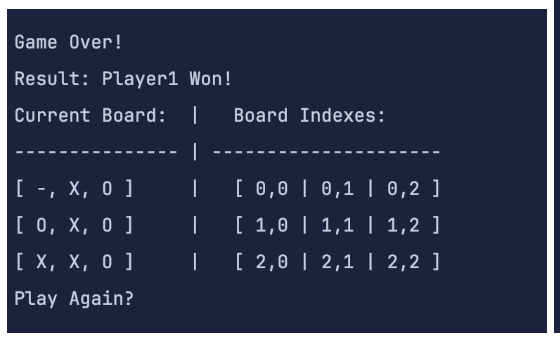 Game Over!
Result: Player1 Won!
Current Board:  |   Board Indexes:
--------------- | ---------------------
[ -, X, O ]     |   [ 0,0 | 0,1 | 0,2 ]
[ O, X, O ]     |   [ 1,0 | 1,1 | 1,2 ]
[ X, X, O ]     |   [ 2,0 | 2,1 | 2,2 ]
Play Again?